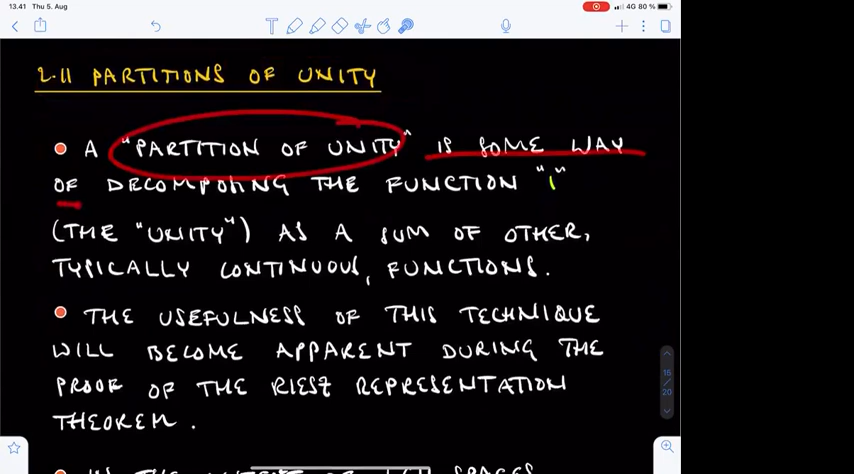 13.41 Thu 5. Aug
4G 80 %
2.11 PARTITIONS OF UNITY
A "PARTITION OF UNITY" IS SOME WAY
OF DECOMPOSING THE FUNCTION "1"
(THE "UNITY") AS A SUM OF OTHER,
TYPICALLY CONTINUOUS, FUNCTIONS.
THE USEFULNESS OF THIS TECHNIQUE
WILL BECOME APPARENT DURING THE
PROOF OF THE RIESZ REPRESENTATION
THEOREM.
15
/
20
SPACES